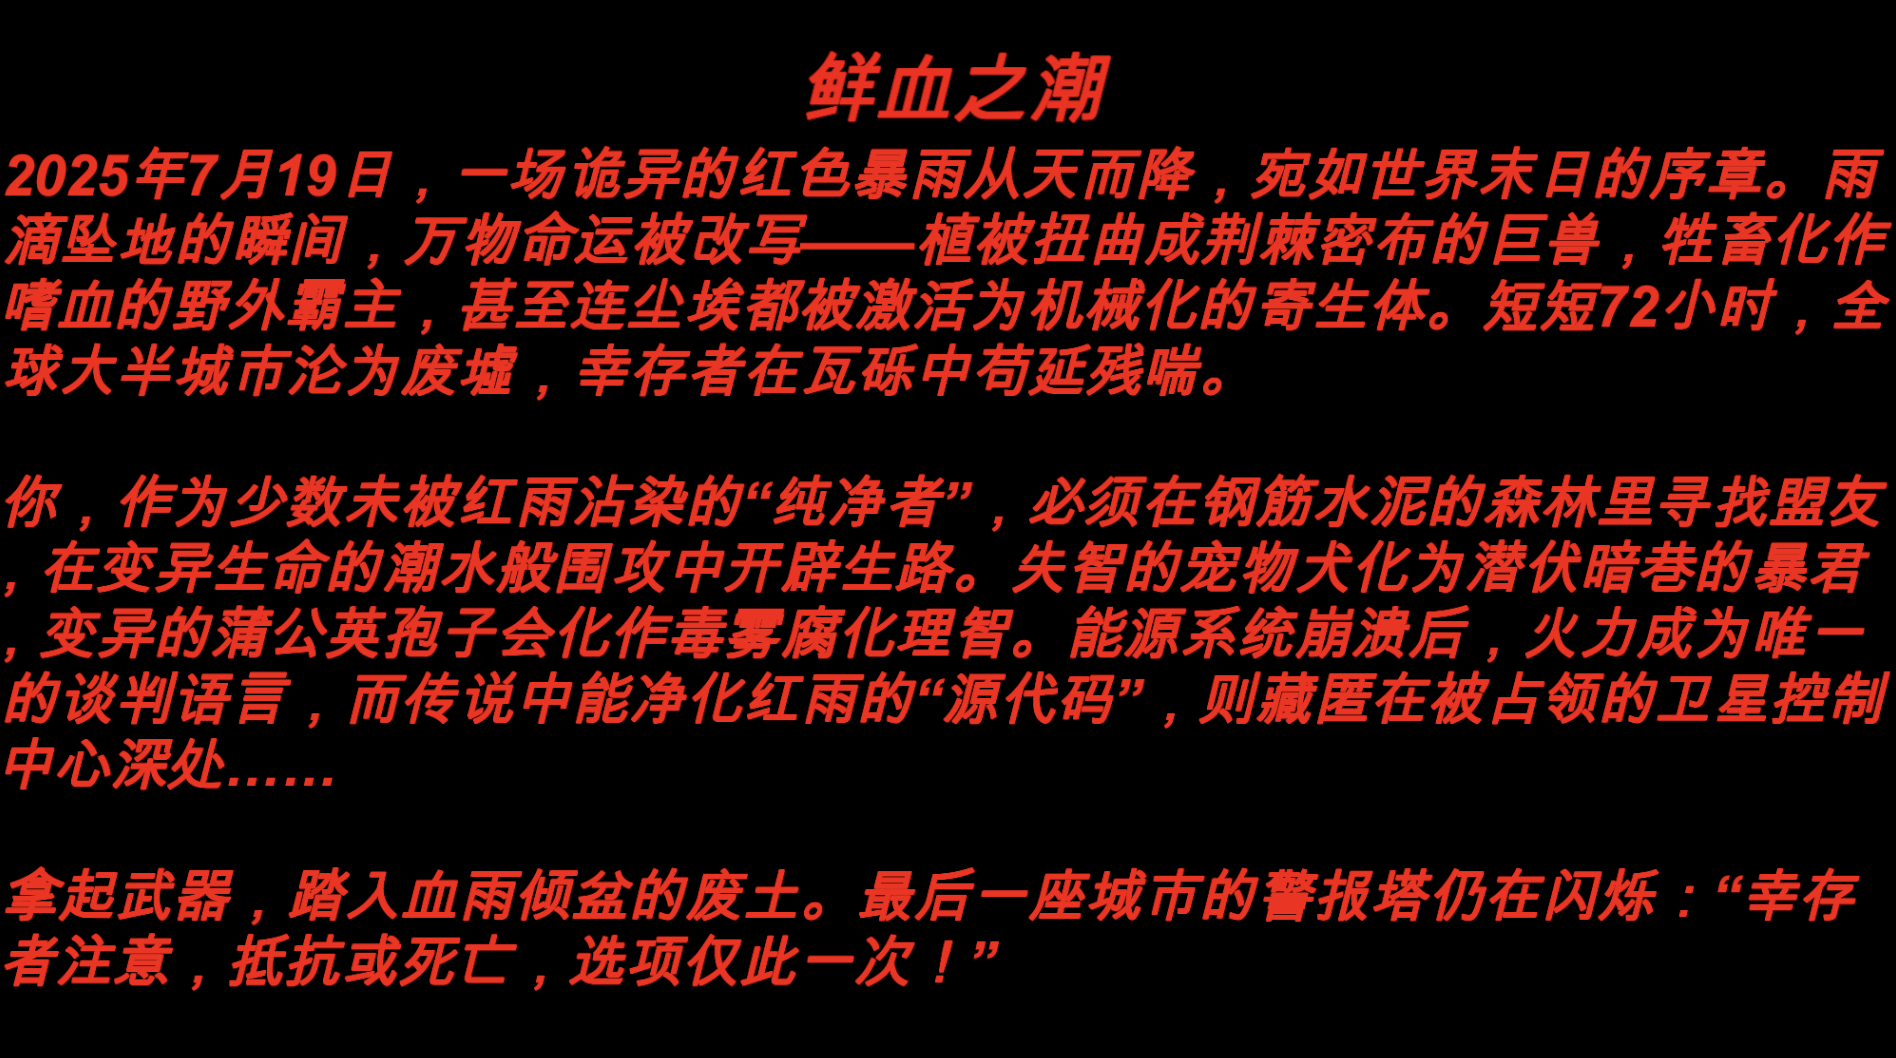 鲜血之潮
2025年7月19日，一场诡异的红色暴雨从天而降，宛如世界末日的序章。雨
滴坠地的瞬间，万物命运被改写——植被扭曲成荆棘密布的巨兽，牲畜化作
嗜血的野外霸主，甚至连尘埃都被激活为机械化的寄生体。短短72小时，全
球大半城市沦为废墟，幸存者在瓦砾中苟延残喘。
你，作为少数未被红雨沾染的“纯净者”，必须在钢筋水泥的森林里寻找盟友
，在变异生命的潮水般围攻中开辟生路。失智的宠物犬化为潜伏暗巷的暴君
，变异的蒲公英孢子会化作毒雾腐化理智。能源系统崩溃后，火力成为唯一
的谈判语言，而传说中能净化红雨的“源代码”，则藏匿在被占领的卫星控制
中心深处……
拿起武器，踏入血雨倾盆的废土。最后一座城市的警报塔仍在闪烁：“幸存
者注意，抵抗或死亡，选项仅此一次！”